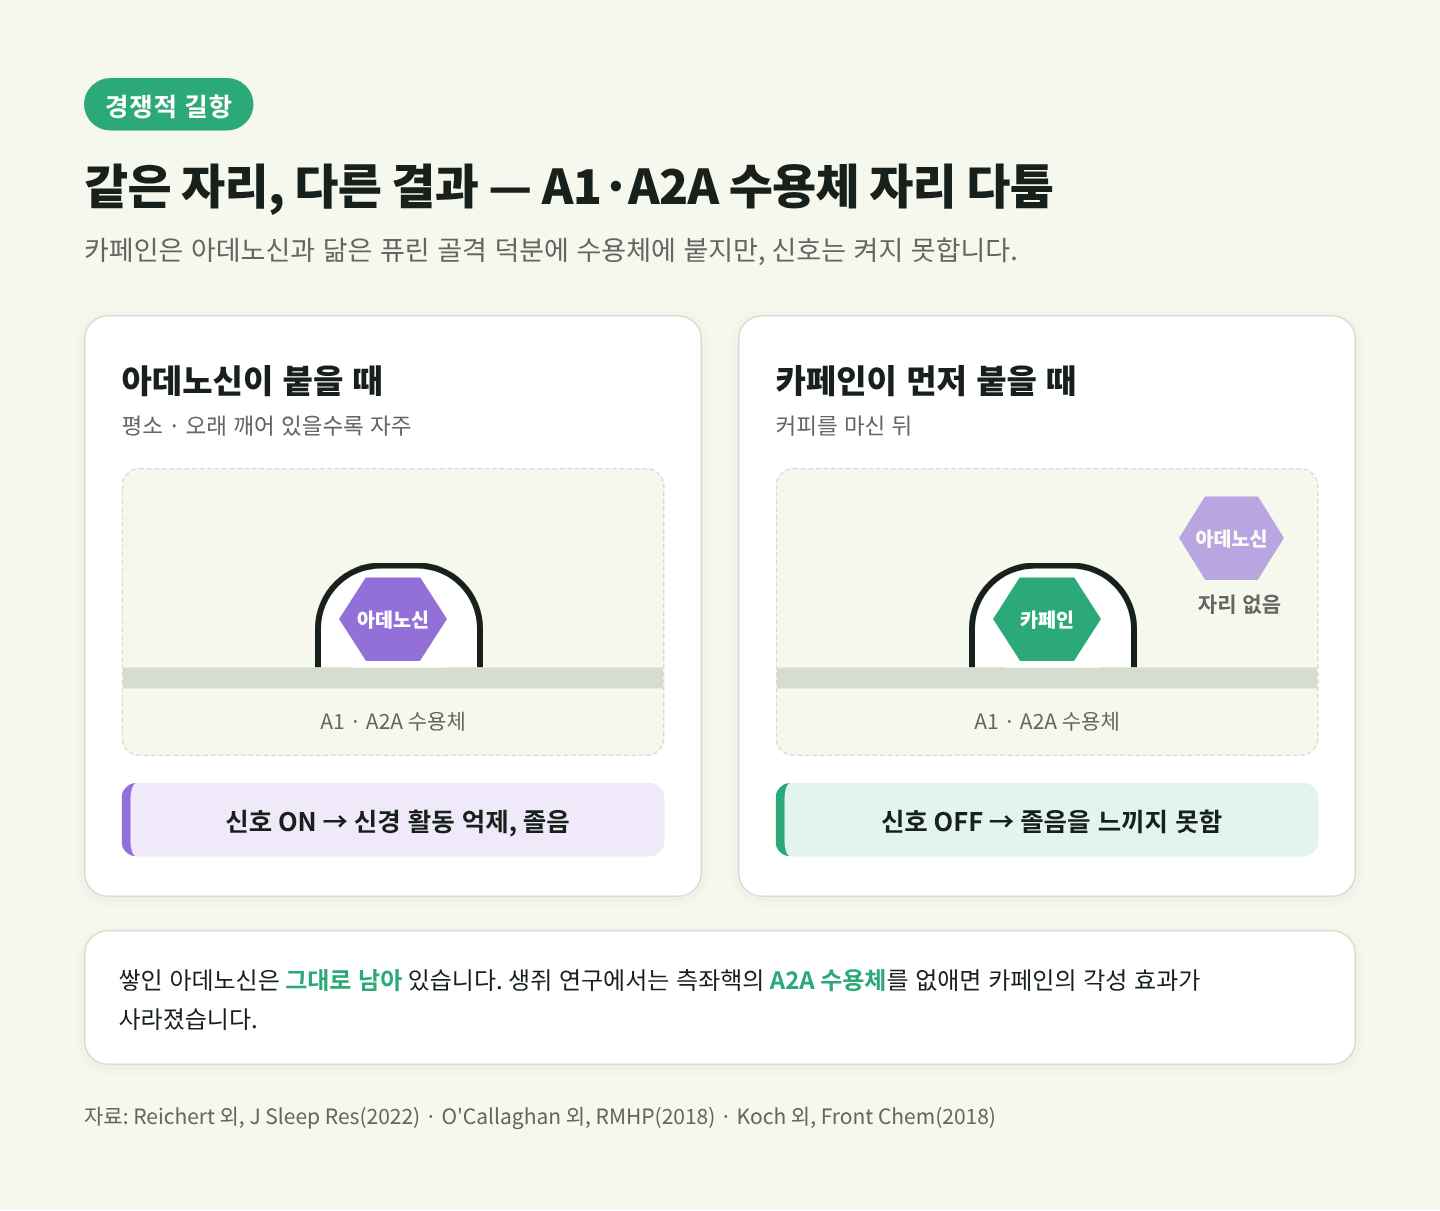 경쟁적 길항
같은 자리, 다른 결과 — A1·A2A 수용체 자리 다툼
카페인은 아데노신과 닮은 퓨린 골격 덕분에 수용체에 붙지만, 신호는 켜지 못합니다.
아데노신이 붙을 때
평소 · 오래 깨어 있을수록 자주
아데노신
A1 · A2A 수용체
신호 ON → 신경 활동 억제, 졸음
카페인이 먼저 붙을 때
커피를 마신 뒤
아데노신
자리 없음
카페인
A1 · A2A 수용체
신호 OFF → 졸음을 느끼지 못함
쌓인 아데노신은 그대로 남아 있습니다. 생쥐 연구에서는 측좌핵의 A2A 수용체를 없애면 카페인의 각성 효과가
사라졌습니다.
자료: Reichert 외, J Sleep Res(2022) · O'Callaghan 외, RMHP(2018) · Koch 외, Front Chem(2018)